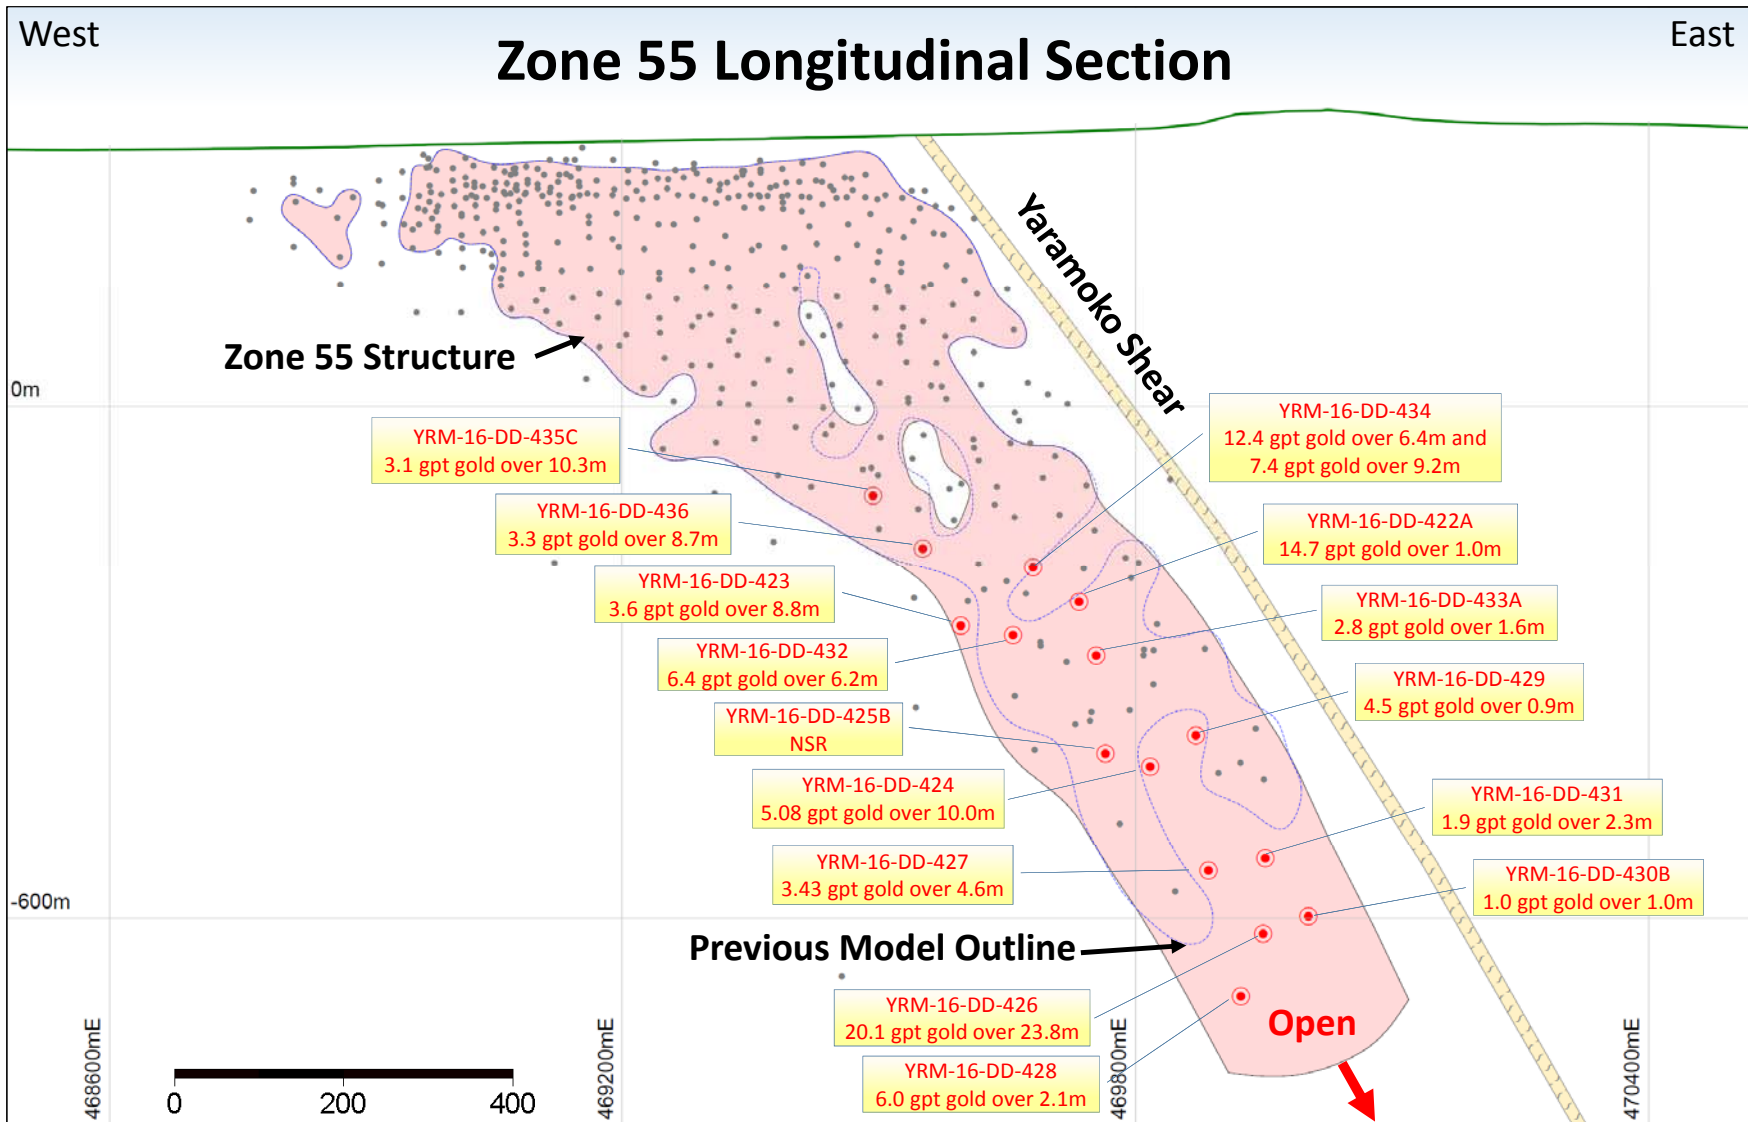 West
Zone 55 Longitudinal Section
East
Yaramoko Shear
Zone 55 Structure
0m
YRM-16-DD-435C
3.1 gpt gold over 10.3m
YRM-16-DD-434
12.4 gpt gold over 6.4m and
7.4 gpt gold over 9.2m
YRM-16-DD-436
3.3 gpt gold over 8.7m
YRM-16-DD-422A
14.7 gpt gold over 1.0m
YRM-16-DD-423
3.6 gpt gold over 8.8m
YRM-16-DD-433A
2.8 gpt gold over 1.6m
YRM-16-DD-432
6.4 gpt gold over 6.2m
YRM-16-DD-429
4.5 gpt gold over 0.9m
YRM-16-DD-425B
NSR
YRM-16-DD-424
5.08 gpt gold over 10.0m
YRM-16-DD-431
1.9 gpt gold over 2.3m
YRM-16-DD-427
3.43 gpt gold over 4.6m
YRM-16-DD-430B
1.0 gpt gold over 1.0m
-600m
Previous Model Outline
YRM-16-DD-426
20.1 gpt gold over 23.8m
Open
YRM-16-DD-428
6.0 gpt gold over 2.1m
468600mE
469200mE
469800mE
470400mE
0
200
400